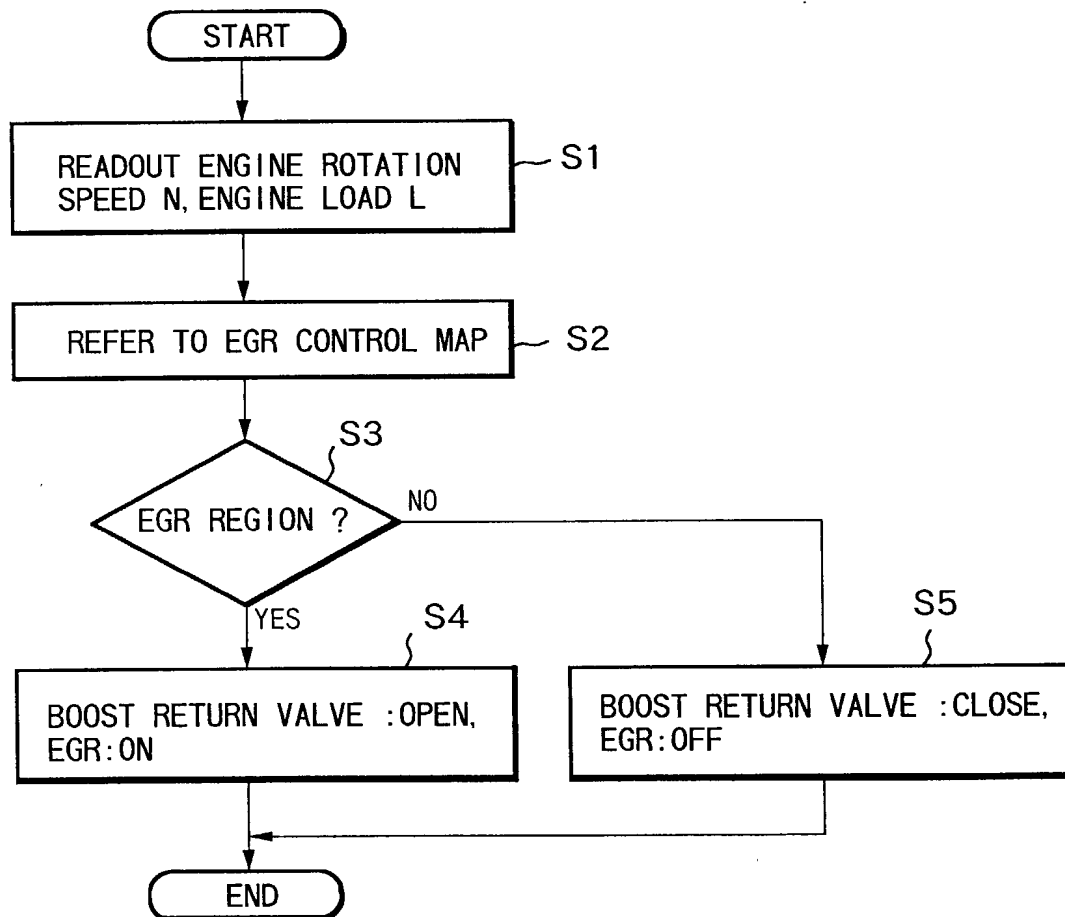 START
READOUT ENGINE ROTATION
SPEED N, ENGINE LOAD L
S1
REFER TO EGR CONTROL MAP
S2
S3
EGR REGION ?
NO
YES
S4
BOOST RETURN VALVE :OPEN,
EGR:ON
S5
BOOST RETURN VALVE :CLOSE,
EGR:OFF
END